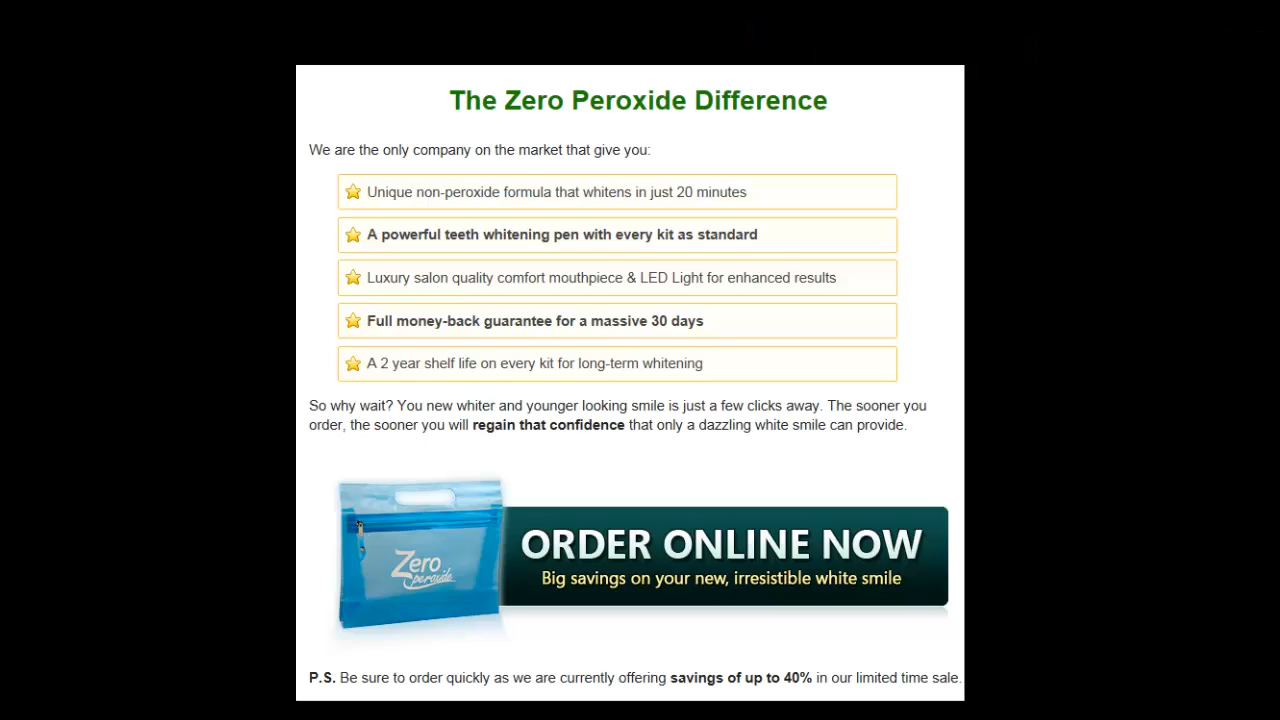 The Zero Peroxide Difference
We are the only company on the market that give you:
Unique non-peroxide formula that whitens in just 20 minutes
A powerful teeth whitening pen with every kit as standard
Luxury salon quality comfort mouthpiece & LED Light for enhanced results
Full money-back guarantee for a massive 30 days
A 2 year shelf life on every kit for long-term whitening
So why wait? You new whiter and younger looking smile is just a few clicks away. The sooner you
order, the sooner you will regain that confidence that only a dazzling white smile can provide.
Zero
peroxide
ORDER ONLINE NOW
Big savings on your new, irresistible white smile
P.S. Be sure to order quickly as we are currently offering savings of up to 40% in our limited time sale.